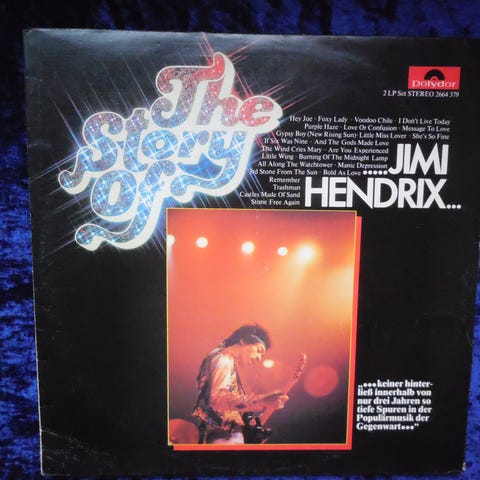 The
Story
Of
Polydor
2 LP Set STEREO 2664 379
Hey Joe · Foxy Lady · Voodoo Chile · I Don't Live Today
Purple Haze · Love Or Confusion · Message To Love
Gypsy Boy (New Rising Sun) · Little Miss Lover · She's So Fine
If Six Was Nine · And The Gods Made Love
The Wind Cries Mary · Are You Experienced
Little Wing · Burning Of The Midnight Lamp
All Along The Watchtower · Manic Depression
3rd Stone From The Sun · Bold As Love
Remember
Trashman
Castles Made Of Sand
Stone Free Again
.....JIMI
HENDRIX...
„...keiner hinter-
ließ innerhalb von
nur drei Jahren so
tiefe Spuren in der
Populärmusik der
Gegenwart...“